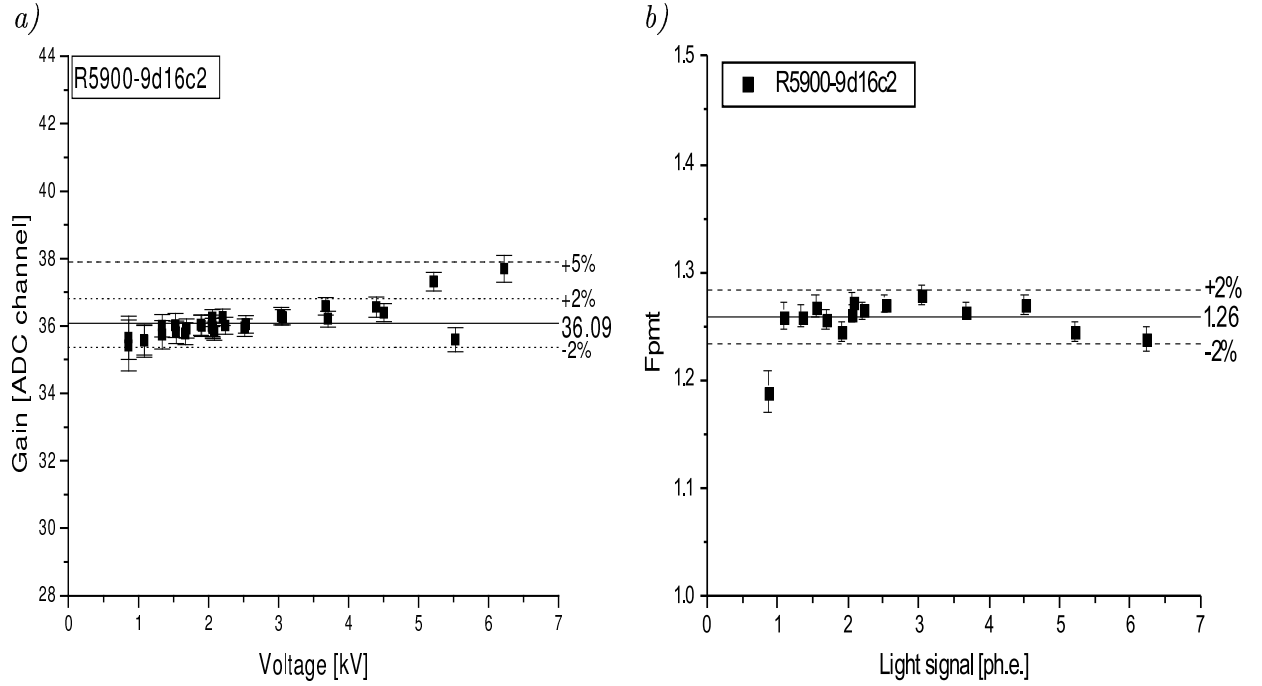 a)
R5900-9d16c2
44
42
40
38
36
34
32
30
28
Gain [ADC channel]
+5%
+2%
36.09
-2%
0 1 2 3 4 5 6 7
Voltage [kV]
b)
R5900-9d16c2
1.5
1.4
1.3
1.2
1.1
1.0
Fpmt
+2%
1.26
-2%
0 1 2 3 4 5 6 7
Light signal [ph.e.]